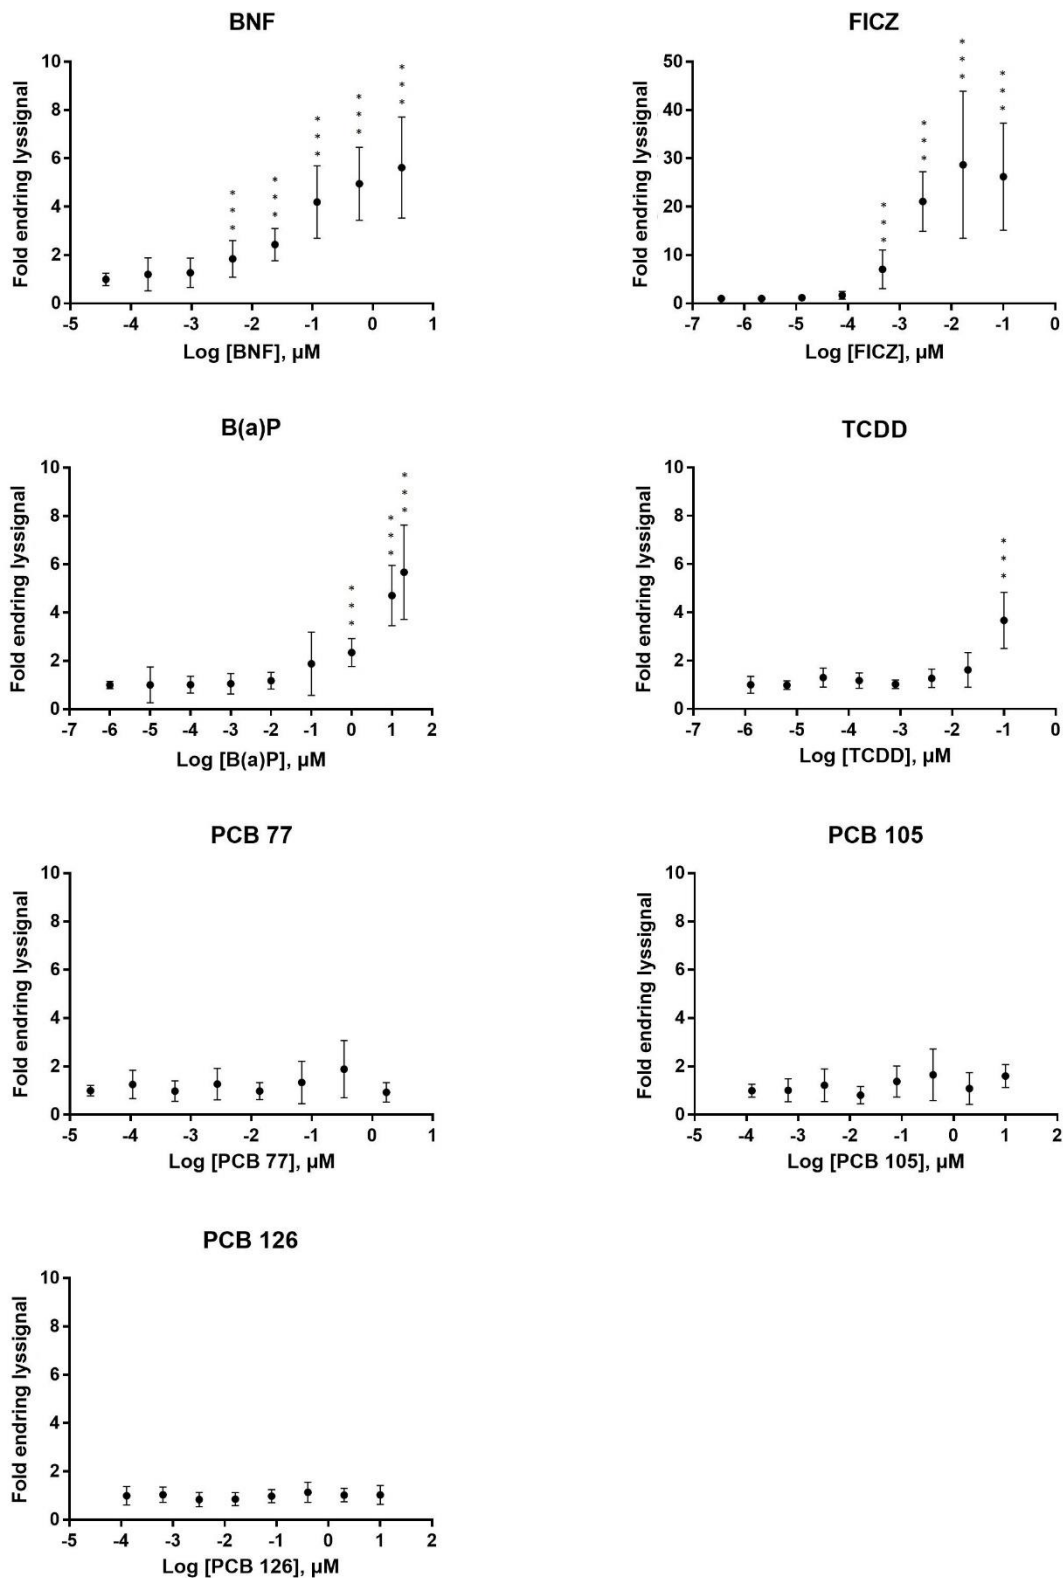 BNF
Fold endring lyssignal
10
8
6
4
2
0
* * *
* * *
* * *
* * *
* * *
-5 -4 -3 -2 -1 0 1
Log [BNF], µM
FICZ
Fold endring lyssignal
50
40
30
20
10
0
* * *
* * *
* * *
* * *
-7 -6 -5 -4 -3 -2 -1 0
Log [FICZ], µM
B(a)P
Fold endring lyssignal
10
8
6
4
2
0
* * *
* * *
* * *
-7 -6 -5 -4 -3 -2 -1 0 1 2
Log [B(a)P], µM
TCDD
Fold endring lyssignal
10
8
6
4
2
0
* * *
-7 -6 -5 -4 -3 -2 -1 0
Log [TCDD], µM
PCB 77
Fold endring lyssignal
10
8
6
4
2
0
-5 -4 -3 -2 -1 0 1
Log [PCB 77], µM
PCB 105
Fold endring lyssignal
10
8
6
4
2
0
-5 -4 -3 -2 -1 0 1 2
Log [PCB 105], µM
PCB 126
Fold endring lyssignal
10
8
6
4
2
0
-5 -4 -3 -2 -1 0 1 2
Log [PCB 126], µM